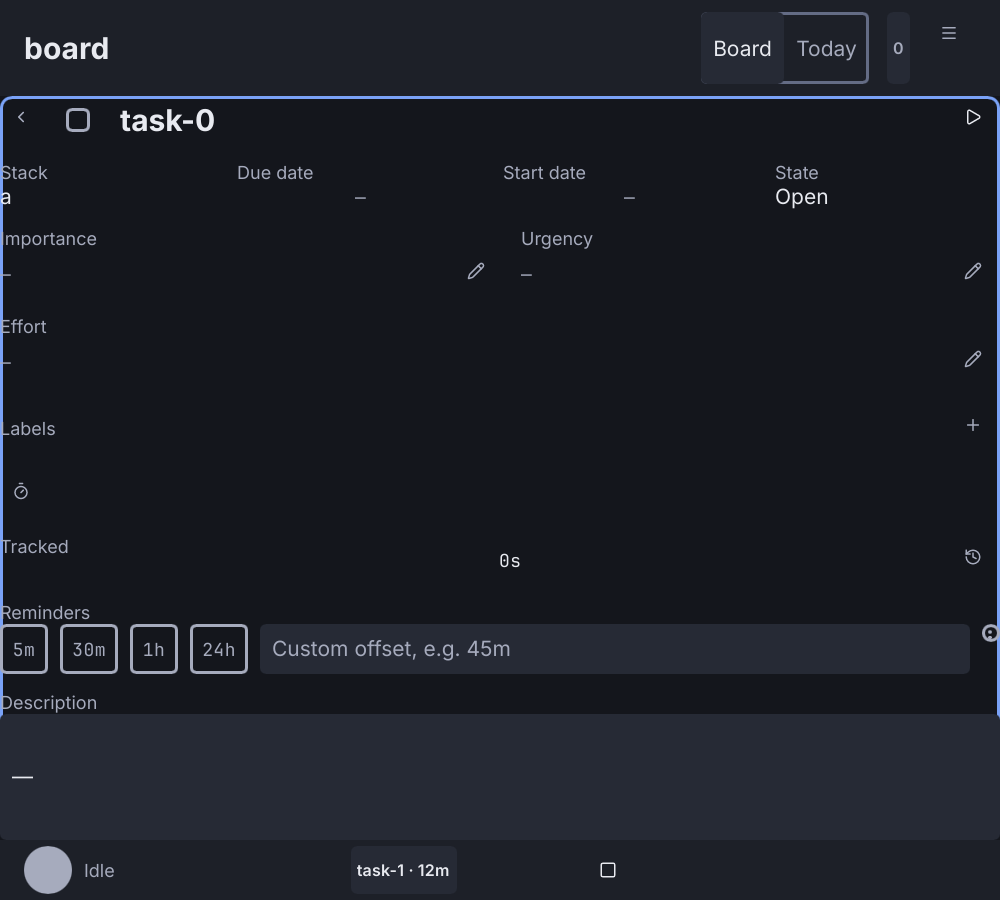 board
Board Today 0
task-0
Stack Due date Start date State
a – – Open
Importance Urgency
– –
Effort
–
Labels
Tracked
0s
Reminders
5m 30m 1h 24h Custom offset, e.g. 45m
Description
—
Idle task-1 · 12m